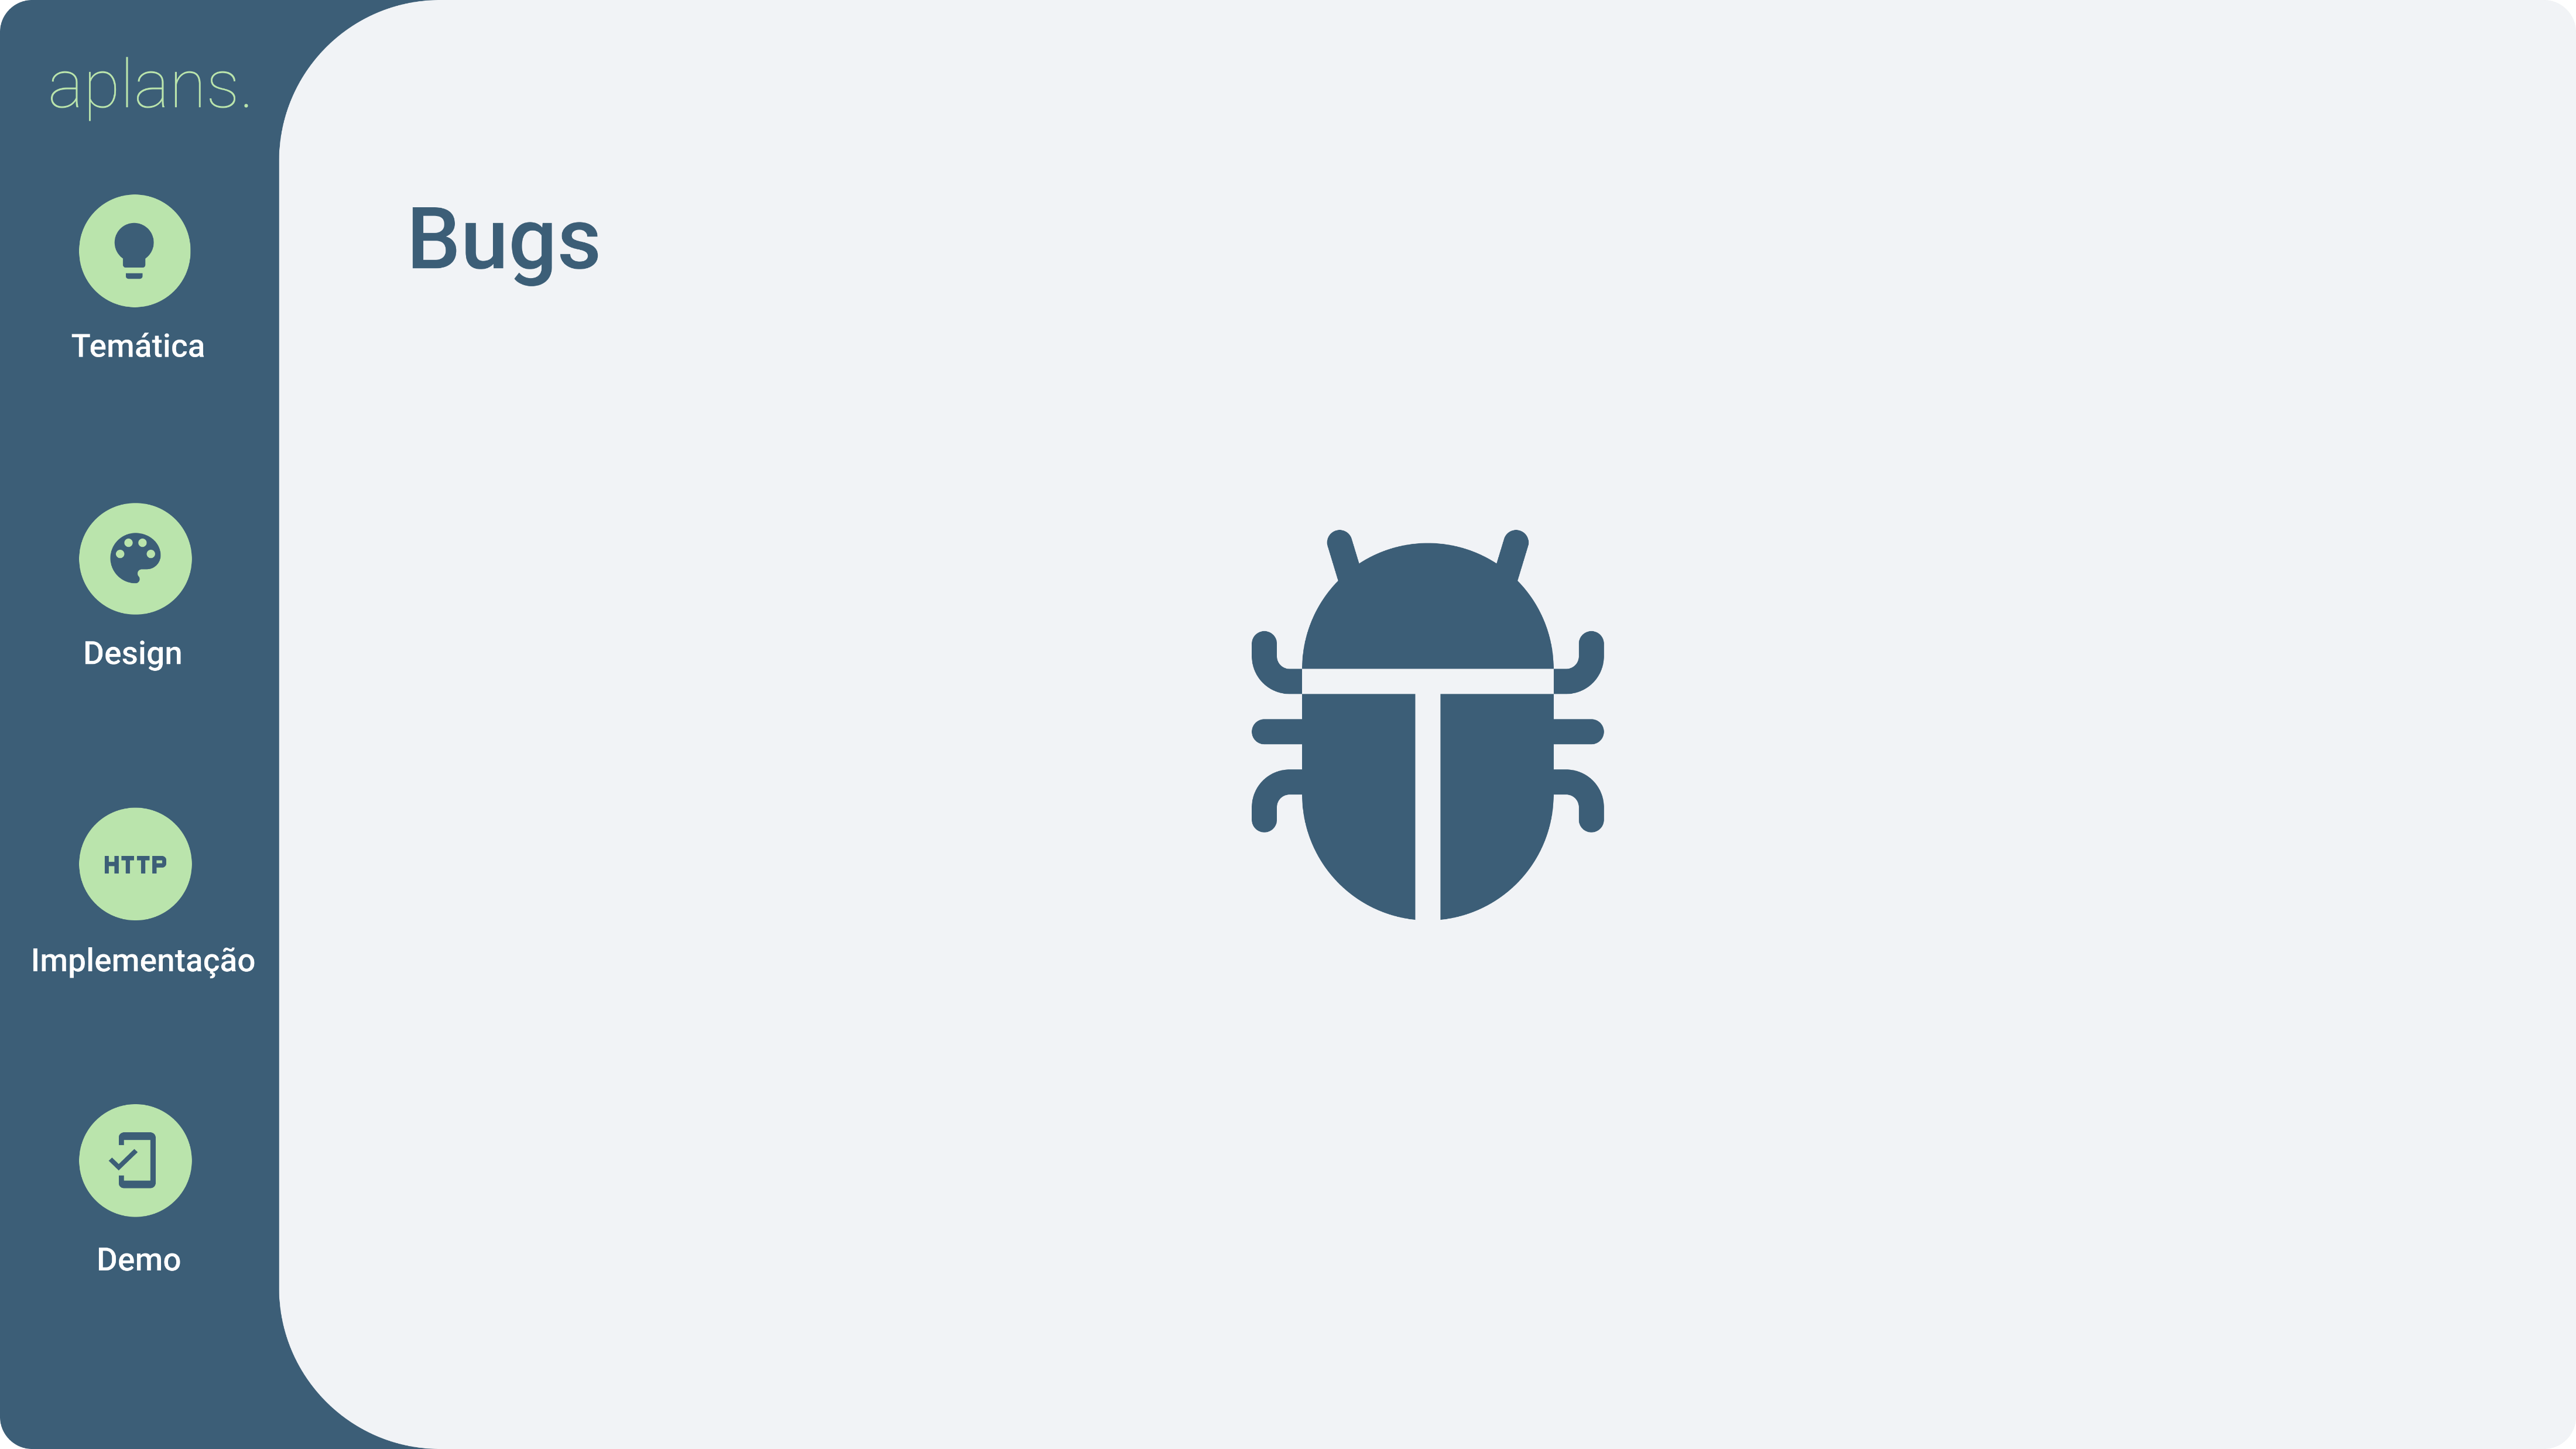 aplans.
Temática
Design
HTTP
Implementação
Demo
Bugs